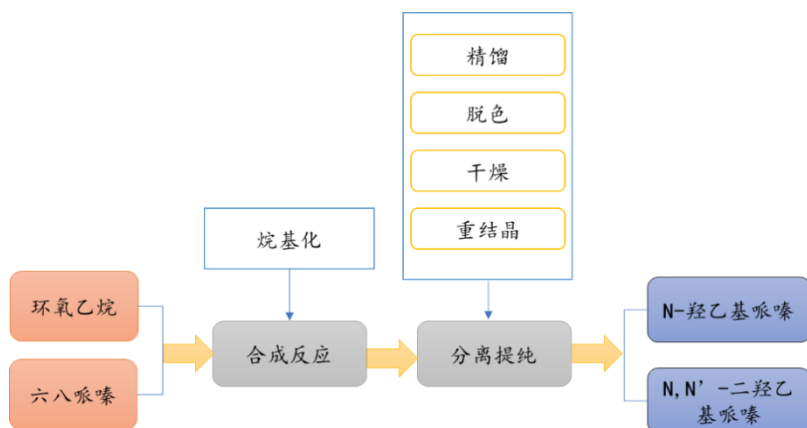 精馏
脱色
干燥
重结晶
烷基化
环氧乙烷
六八哌嗪
合成反应
分离提纯
N-羟乙基哌嗪
N,N’-二羟乙
基哌嗪